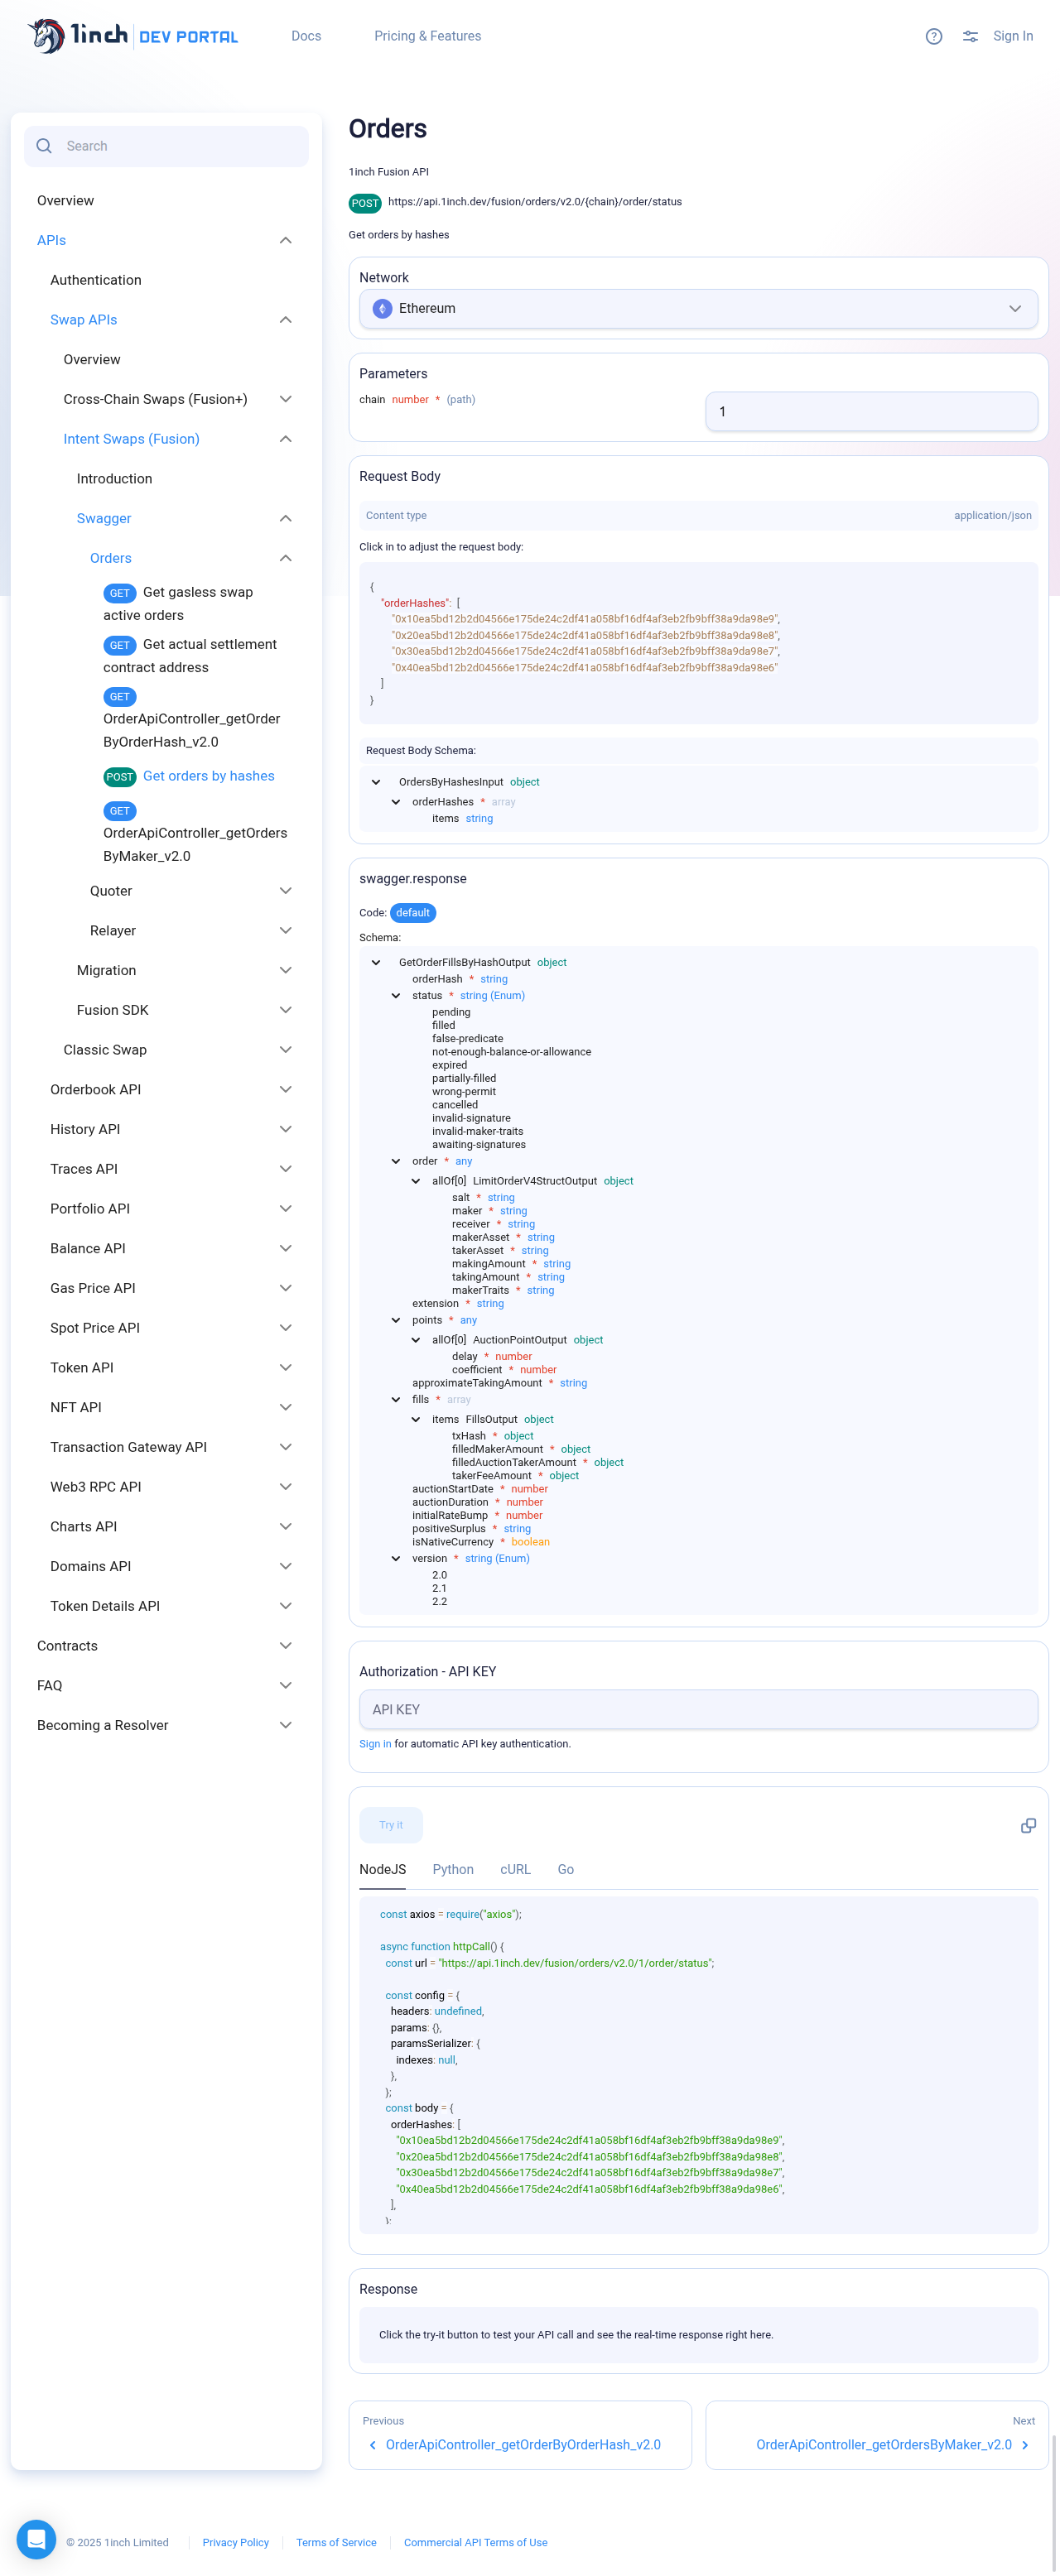 1inch DEV PORTAL
Docs
Pricing & Features
Sign In
Search
Overview
APIs
Authentication
Swap APIs
Overview
Cross-Chain Swaps (Fusion+)
Intent Swaps (Fusion)
Introduction
Swagger
Orders
GET Get gasless swap
active orders
GET Get actual settlement
contract address
GET
OrderApiController_getOrder
ByOrderHash_v2.0
POST Get orders by hashes
GET
OrderApiController_getOrders
ByMaker_v2.0
Quoter
Relayer
Migration
Fusion SDK
Classic Swap
Orderbook API
History API
Traces API
Portfolio API
Balance API
Gas Price API
Spot Price API
Token API
NFT API
Transaction Gateway API
Web3 RPC API
Charts API
Domains API
Token Details API
Contracts
FAQ
Becoming a Resolver
Orders
1inch Fusion API
POST https://api.1inch.dev/fusion/orders/v2.0/{chain}/order/status
Get orders by hashes
Network
Ethereum
Parameters
chain number * (path)
1
Request Body
Content type application/json
Click in to adjust the request body:
{
"orderHashes": [
"0x10ea5bd12b2d04566e175de24c2df41a058bf16df4af3eb2fb9bff38a9da98e9",
"0x20ea5bd12b2d04566e175de24c2df41a058bf16df4af3eb2fb9bff38a9da98e8",
"0x30ea5bd12b2d04566e175de24c2df41a058bf16df4af3eb2fb9bff38a9da98e7",
"0x40ea5bd12b2d04566e175de24c2df41a058bf16df4af3eb2fb9bff38a9da98e6"
]
}
Request Body Schema:
OrdersByHashesInput object
orderHashes * array
items string
swagger.response
Code: default
Schema:
GetOrderFillsByHashOutput object
orderHash * string
status * string (Enum)
pending
filled
false-predicate
not-enough-balance-or-allowance
expired
partially-filled
wrong-permit
cancelled
invalid-signature
invalid-maker-traits
awaiting-signatures
order * any
allOf[0] LimitOrderV4StructOutput object
salt * string
maker * string
receiver * string
makerAsset * string
takerAsset * string
makingAmount * string
takingAmount * string
makerTraits * string
extension * string
points * any
allOf[0] AuctionPointOutput object
delay * number
coefficient * number
approximateTakingAmount * string
fills * array
items FillsOutput object
txHash * object
filledMakerAmount * object
filledAuctionTakerAmount * object
takerFeeAmount * object
auctionStartDate * number
auctionDuration * number
initialRateBump * number
positiveSurplus * string
isNativeCurrency * boolean
version * string (Enum)
2.0
2.1
2.2
Authorization - API KEY
API KEY
Sign in for automatic API key authentication.
Try it
NodeJS Python cURL Go
const axios = require("axios");
async function httpCall() {
const url = "https://api.1inch.dev/fusion/orders/v2.0/1/order/status";
const config = {
headers: undefined,
params: {},
paramsSerializer: {
indexes: null,
},
};
const body = {
orderHashes: [
"0x10ea5bd12b2d04566e175de24c2df41a058bf16df4af3eb2fb9bff38a9da98e9",
"0x20ea5bd12b2d04566e175de24c2df41a058bf16df4af3eb2fb9bff38a9da98e8",
"0x30ea5bd12b2d04566e175de24c2df41a058bf16df4af3eb2fb9bff38a9da98e7",
"0x40ea5bd12b2d04566e175de24c2df41a058bf16df4af3eb2fb9bff38a9da98e6",
],
};
Response
Click the try-it button to test your API call and see the real-time response right here.
Previous
OrderApiController_getOrderByOrderHash_v2.0
Next
OrderApiController_getOrdersByMaker_v2.0
© 2025 1inch Limited
Privacy Policy
Terms of Service
Commercial API Terms of Use